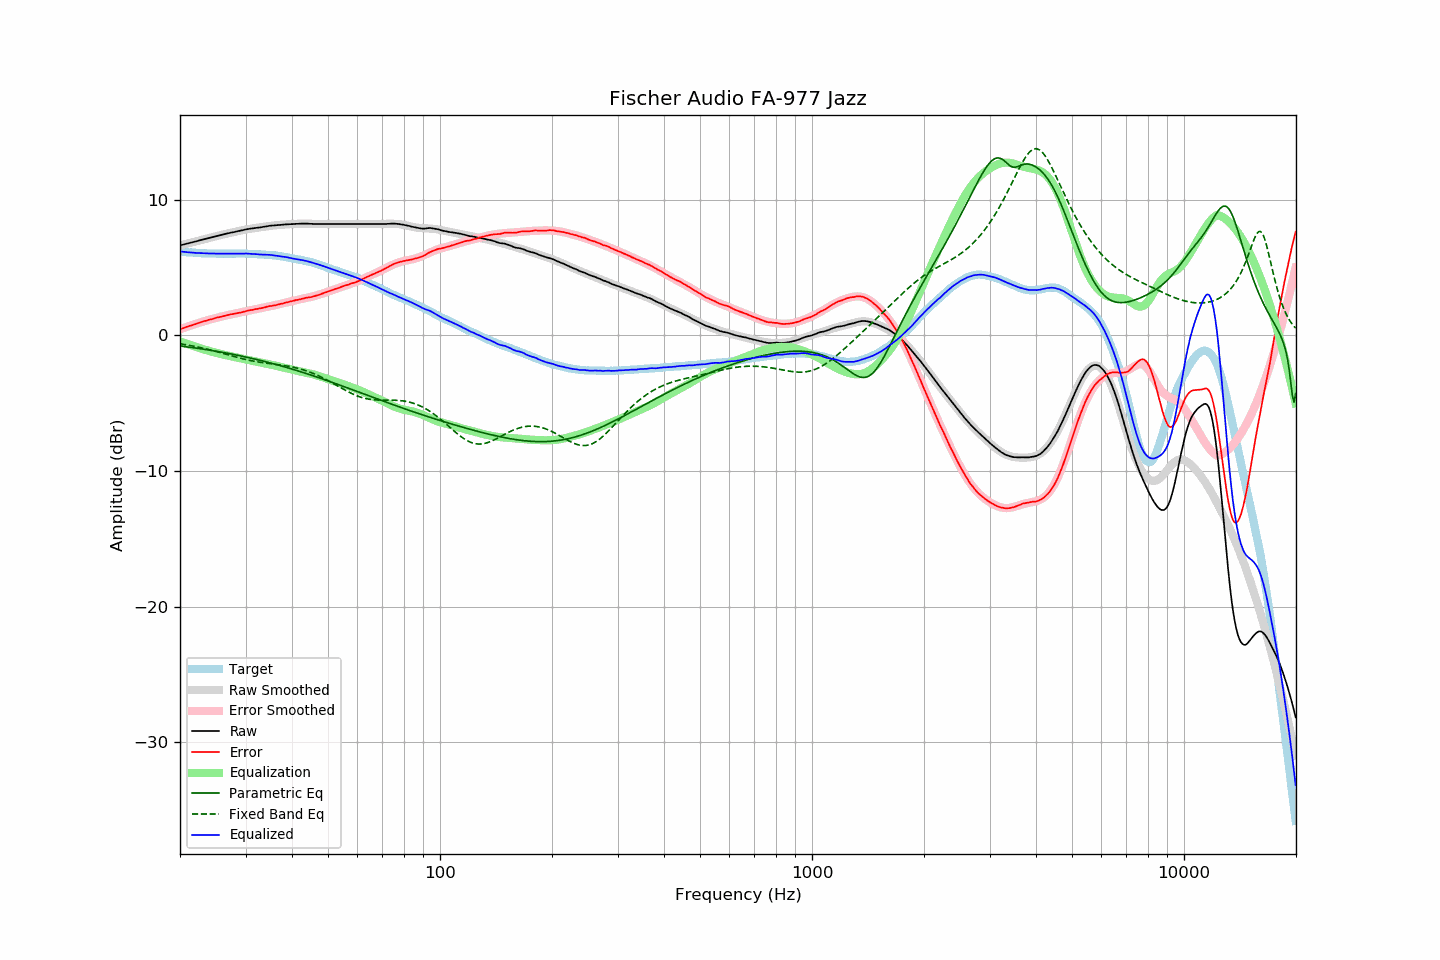 Fischer Audio FA-977 Jazz
10
0
−10
−20
−30
Amplitude (dBr)
Target
Raw Smoothed
Error Smoothed
Raw
Error
Equalization
Parametric Eq
Fixed Band Eq
Equalized
100
1000
10000
Frequency (Hz)